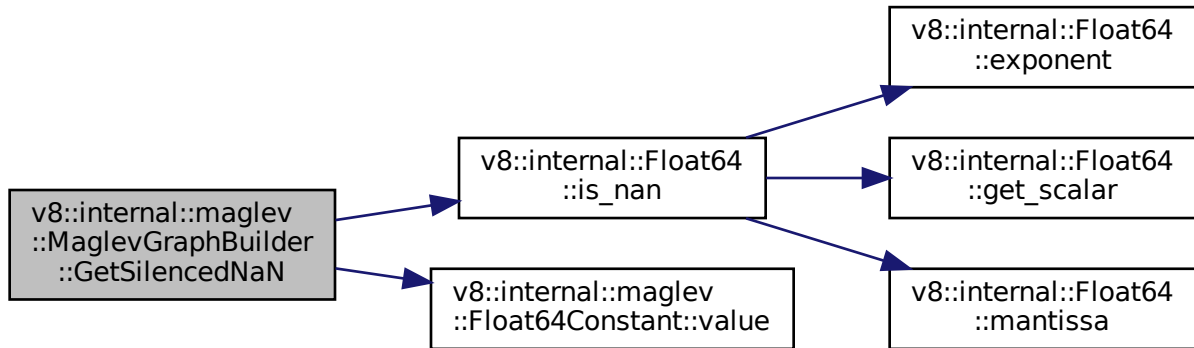 v8::internal::maglev
::MaglevGraphBuilder
::GetSilencedNaN
v8::internal::Float64
::is_nan
v8::internal::maglev
::Float64Constant::value
v8::internal::Float64
::exponent
v8::internal::Float64
::get_scalar
v8::internal::Float64
::mantissa